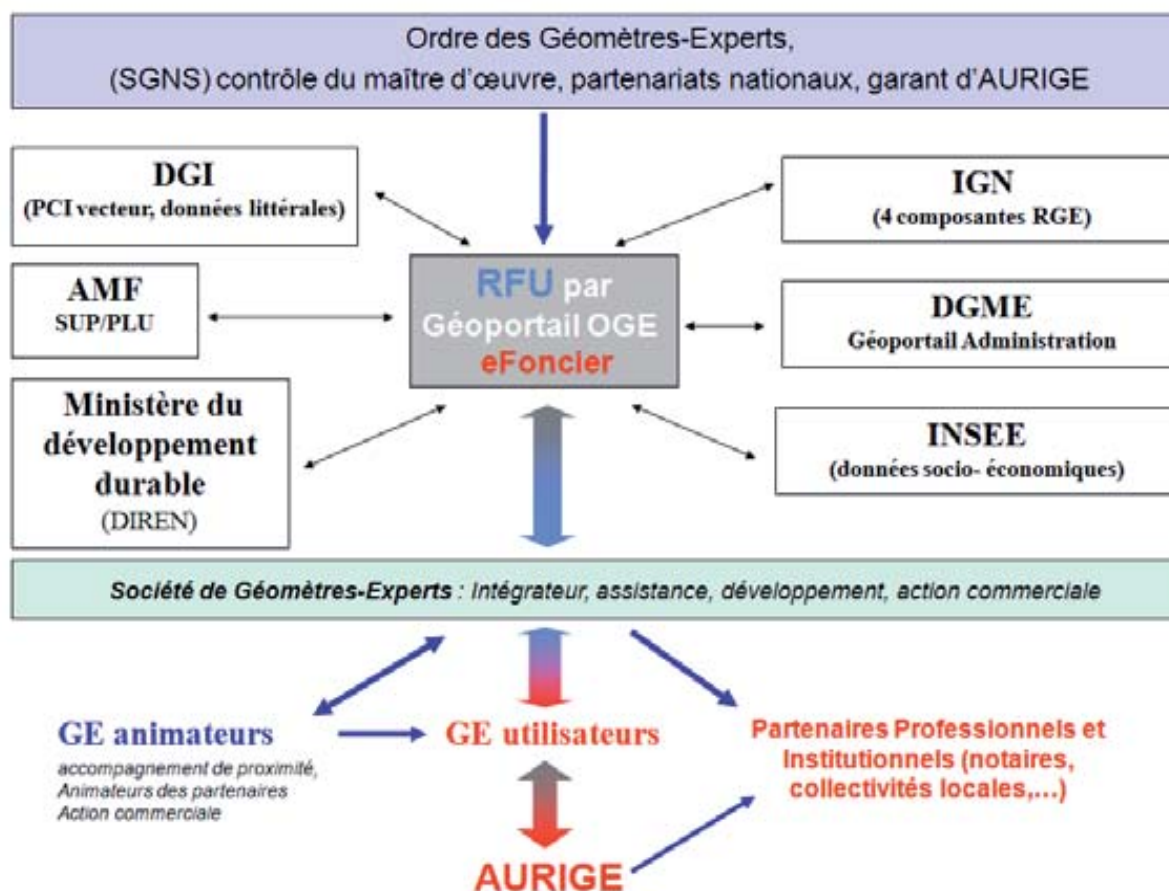 Ordre des Géomètres-Experts,
(SGNS) contrôle du maître d'œuvre, partenariats nationaux, garant d'AURIGE
DGI
(PCI vecteur, données littérales)
IGN
(4 composantes RGE)
AMF
SUP/PLU
RFU par
Géoportail OGE
eFoncier
DGME
Géoportail Administration
Ministère du
développement
durable
(DIREN)
INSEE
(données socio- économiques)
Société de Géomètres-Experts : Intégrateur, assistance, développement, action commerciale
GE animateurs
accompagnement de proximité,
Animateurs des partenaires
Action commerciale
GE utilisateurs
Partenaires Professionnels et
Institutionnels (notaires,
collectivités locales,...)
AURIGE